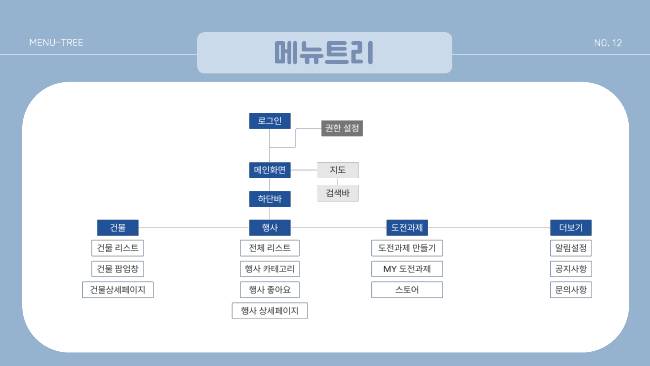 MENU-TREE
메뉴트리
NO. 12
로그인
권한 설정
메인화면
지도
검색바
하단바
건물
행사
도전과제
더보기
건물 리스트
전체 리스트
도전과제 만들기
알림설정
건물 팝업창
행사 카테고리
MY 도전과제
공지사항
건물상세페이지
행사 좋아요
스토어
문의사항
행사 상세페이지